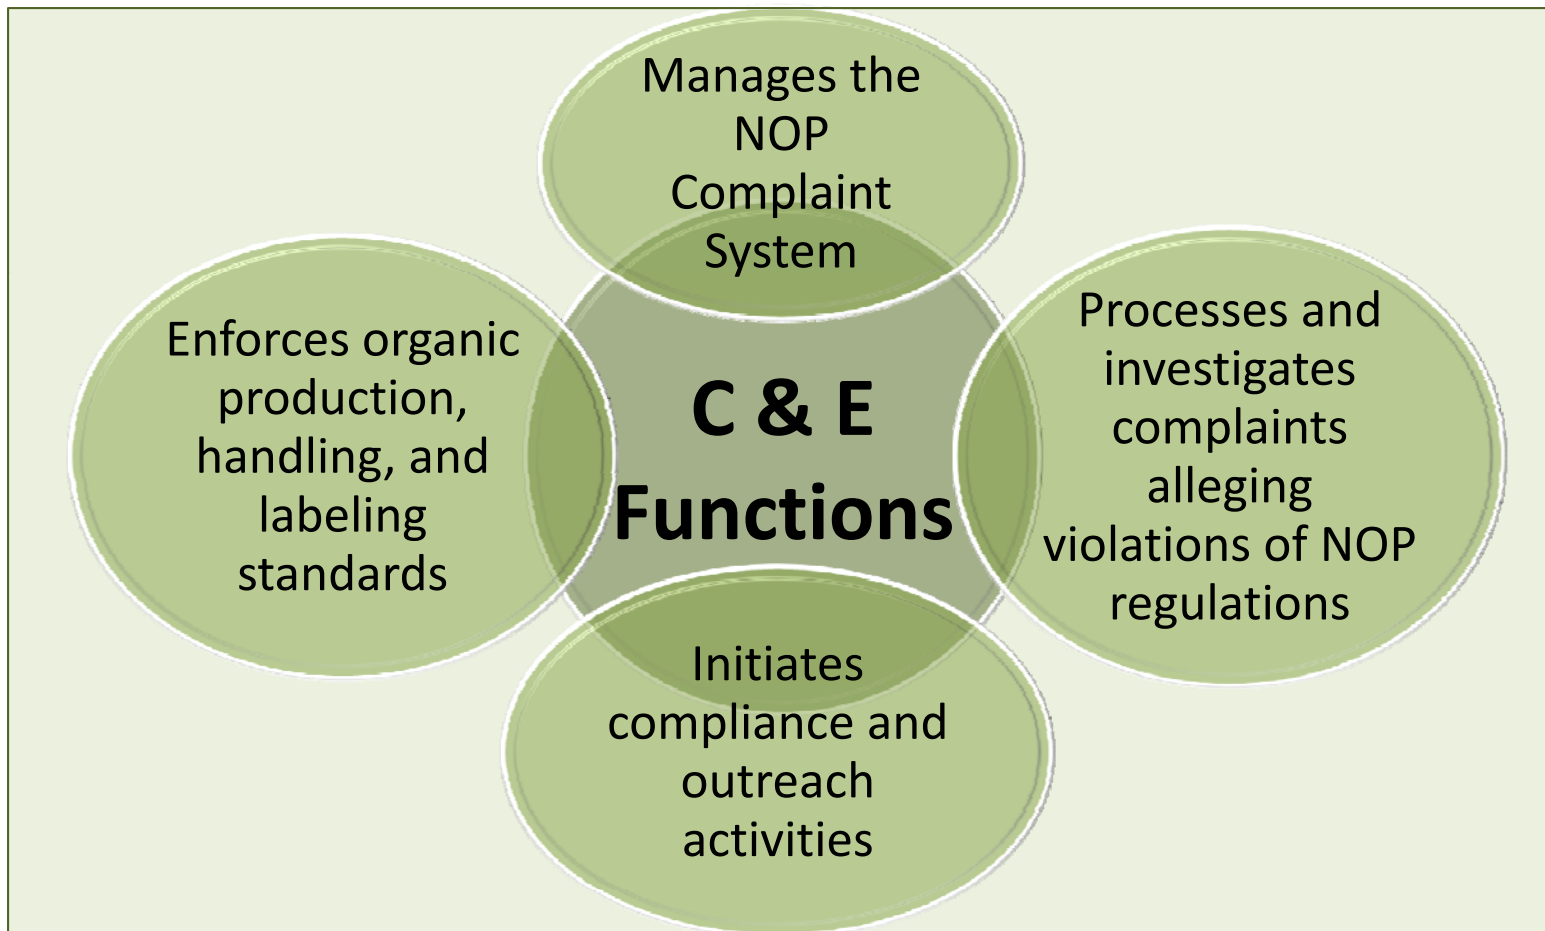 Manages the
NOP
Complaint
System
Enforces organic
production,
handling, and
labeling
standards
C & E
Functions
Processes and
investigates
complaints
alleging
violations of NOP
regulations
Initiates
compliance and
outreach
activities